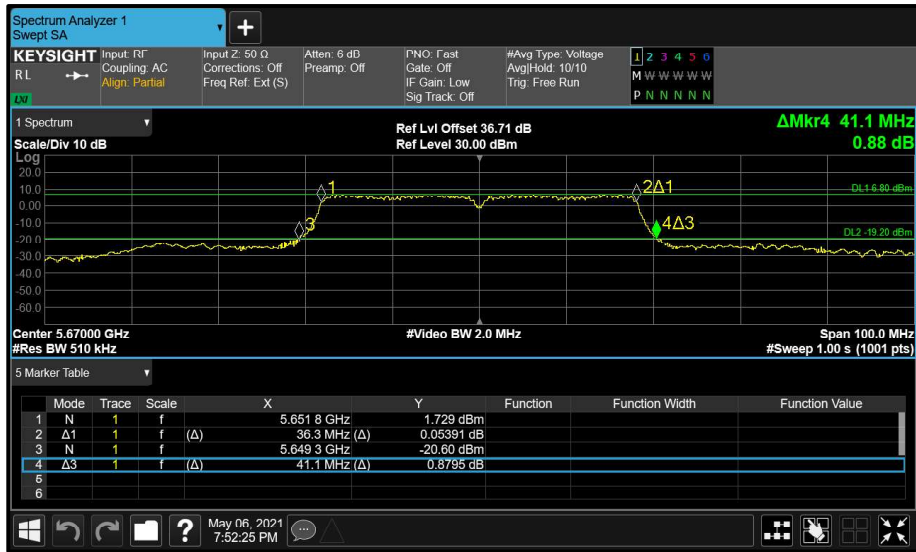 Spectrum Analyzer 1
Swept SA
+
KEYSIGHT
RL
LXI
Input: RF
Coupling: AC
Align: Partial
Input Z: 50 Ω
Corrections: Off
Freq Ref: Ext (S)
Atten: 6 dB
Preamp: Off
PNO: Fast
Gate: Off
IF Gain: Low
Sig Track: Off
#Avg Type: Voltage
Avg|Hold: 10/10
Trig: Free Run
1 2 3 4 5 6
M W W W W W
P N N N N N
1 Spectrum
Scale/Div 10 dB
Ref Lvl Offset 36.71 dB
Ref Level 30.00 dBm
ΔMkr4 41.1 MHz
0.88 dB
Log
20.0
10.0
0.00
-10.0
-20.0
-30.0
-40.0
-50.0
-60.0
1
2Δ1
3
4Δ3
DL1 6.80 dBm
DL2 -19.20 dBm
Center 5.67000 GHz
#Res BW 510 kHz
#Video BW 2.0 MHz
Span 100.0 MHz
#Sweep 1.00 s (1001 pts)
5 Marker Table
Mode Trace Scale X Y Function Function Width Function Value
1 N 1 f 5.651 8 GHz 1.729 dBm
2 Δ1 1 f (Δ) 36.3 MHz (Δ) 0.05391 dB
3 N 1 f 5.649 3 GHz -20.60 dBm
4 Δ3 1 f (Δ) 41.1 MHz (Δ) 0.8795 dB
5
6
?
May 06, 2021
7:52:25 PM